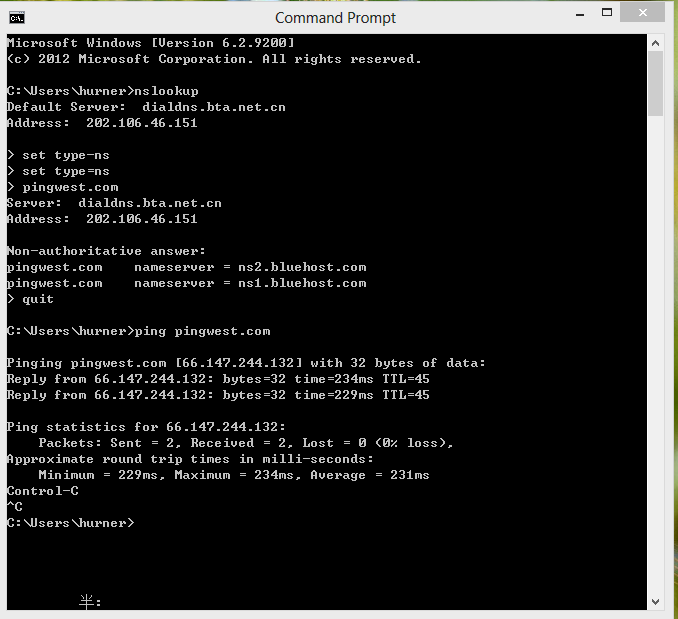 Command Prompt
Microsoft Windows [Version 6.2.9200]
(c) 2012 Microsoft Corporation. All rights reserved.
C:\Users\hurner>nslookup
Default Server:  dialdns.bta.net.cn
Address:  202.106.46.151
> set type-ns
> set type=ns
> pingwest.com
Server:  dialdns.bta.net.cn
Address:  202.106.46.151
Non-authoritative answer:
pingwest.com    nameserver = ns2.bluehost.com
pingwest.com    nameserver = ns1.bluehost.com
> quit
C:\Users\hurner>ping pingwest.com
Pinging pingwest.com [66.147.244.132] with 32 bytes of data:
Reply from 66.147.244.132: bytes=32 time=234ms TTL=45
Reply from 66.147.244.132: bytes=32 time=229ms TTL=45
Ping statistics for 66.147.244.132:
    Packets: Sent = 2, Received = 2, Lost = 0 (0% loss),
Approximate round trip times in milli-seconds:
    Minimum = 229ms, Maximum = 234ms, Average = 231ms
Control-C
^C
C:\Users\hurner>
半: